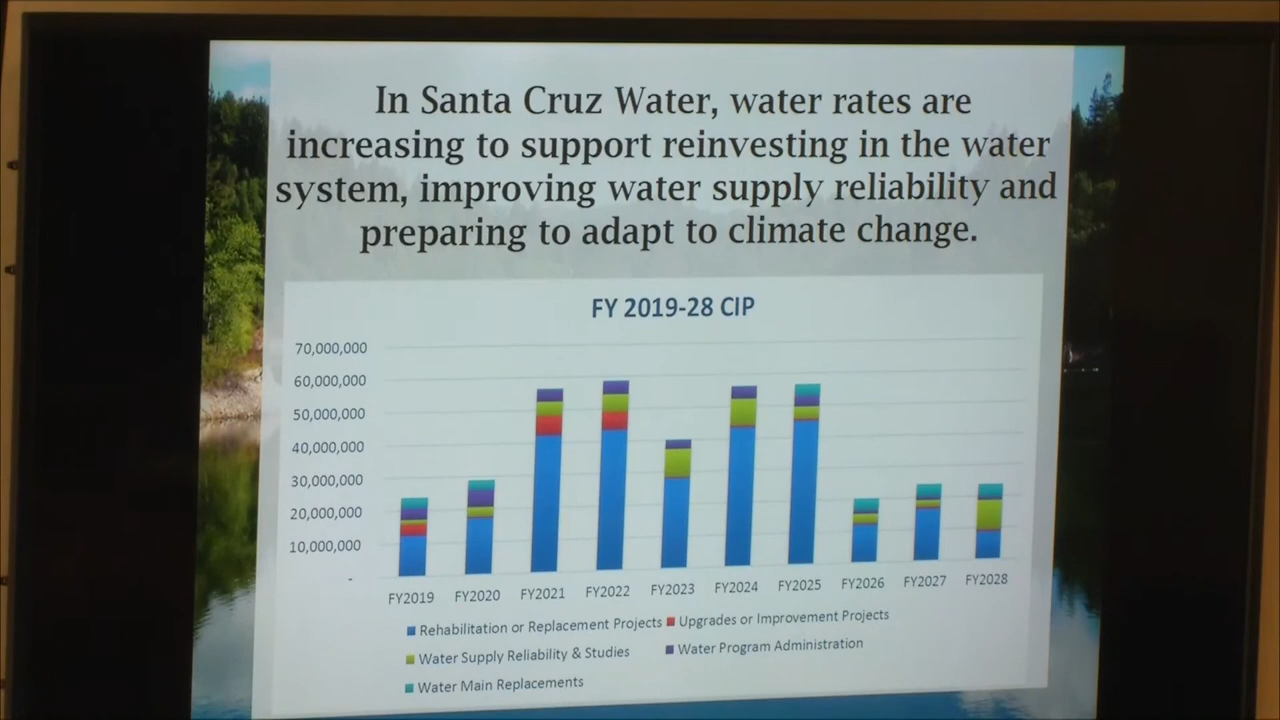 In Santa Cruz Water, water rates are
increasing to support reinvesting in the water
system, improving water supply reliability and
preparing to adapt to climate change.
FY 2019-28 CIP
70,000,000
60,000,000
50,000,000
40,000,000
30,000,000
20,000,000
10,000,000
-
FY2019 FY2020 FY2021 FY2022 FY2023 FY2024 FY2025 FY2026 FY2027 FY2028
Rehabilitation or Replacement Projects Upgrades or Improvement Projects
Water Supply Reliability & Studies Water Program Administration
Water Main Replacements